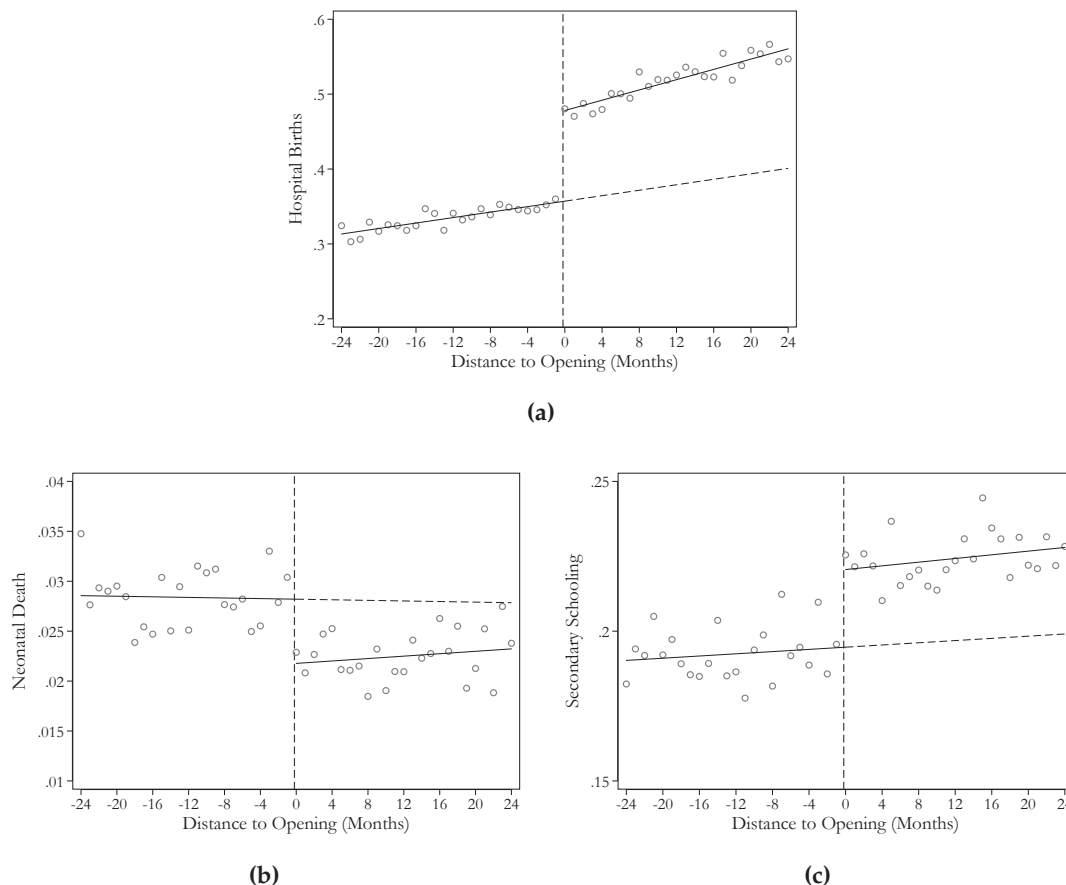 Hospital Births
.6
.5
.4
.3
.2
-24 -20 -16 -12 -8 -4 0 4 8 12 16 20 24
Distance to Opening (Months)
(a)
Neonatal Death
.04
.035
.03
.025
.02
.015
.01
-24 -20 -16 -12 -8 -4 0 4 8 12 16 20 24
Distance to Opening (Months)
(b)
Secondary Schooling
.25
.2
.15
-24 -20 -16 -12 -8 -4 0 4 8 12 16 20 24
Distance to Opening (Months)
(c)